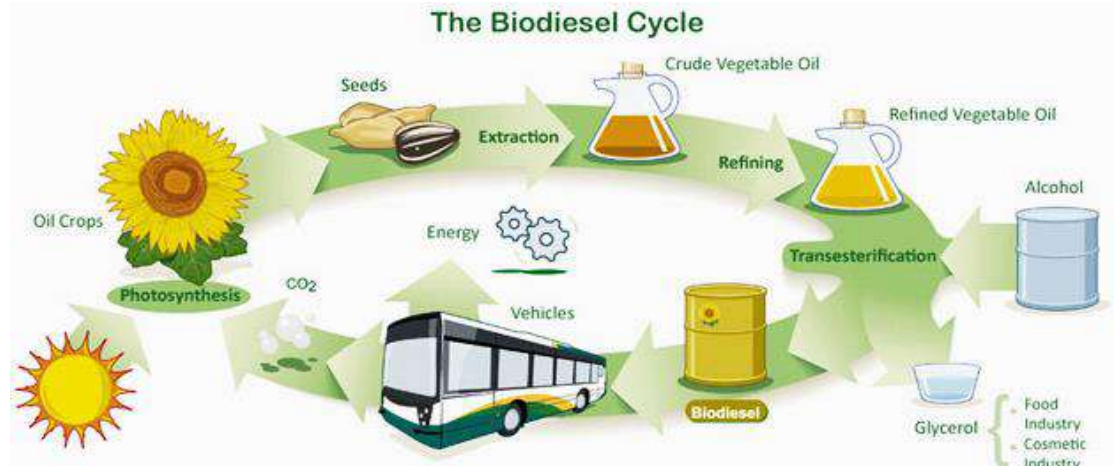 The Biodiesel Cycle
Seeds
Crude Vegetable Oil
Extraction
Refined Vegetable Oil
Refining
Alcohol
Oil Crops
Energy
Transesterification
Photosynthesis
CO₂
Vehicles
Biodiesel
Glycerol
Food
Industry
Cosmetic
Industry